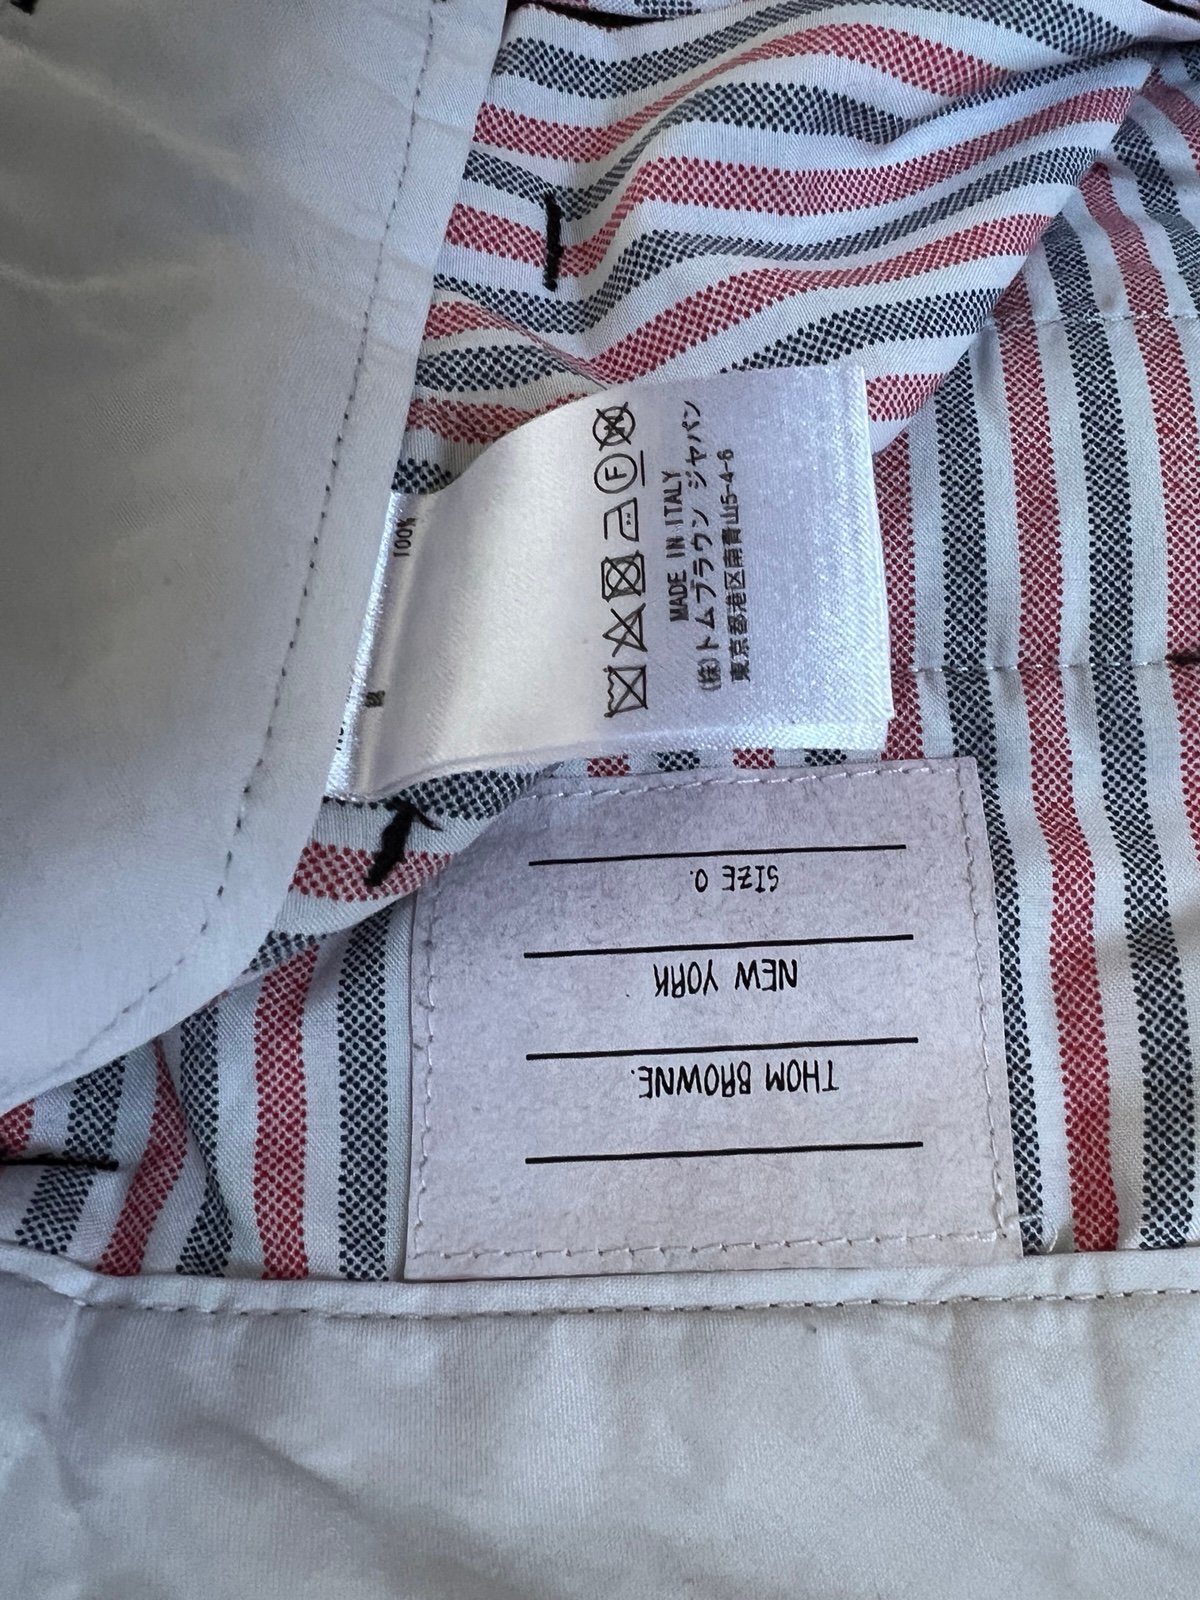 100%
MADE IN ITALY
(株)トムブラウン ジャパン
東京都港区南青山5-4-6
THOM BROWNE.
NEW YORK
SIZE 0.